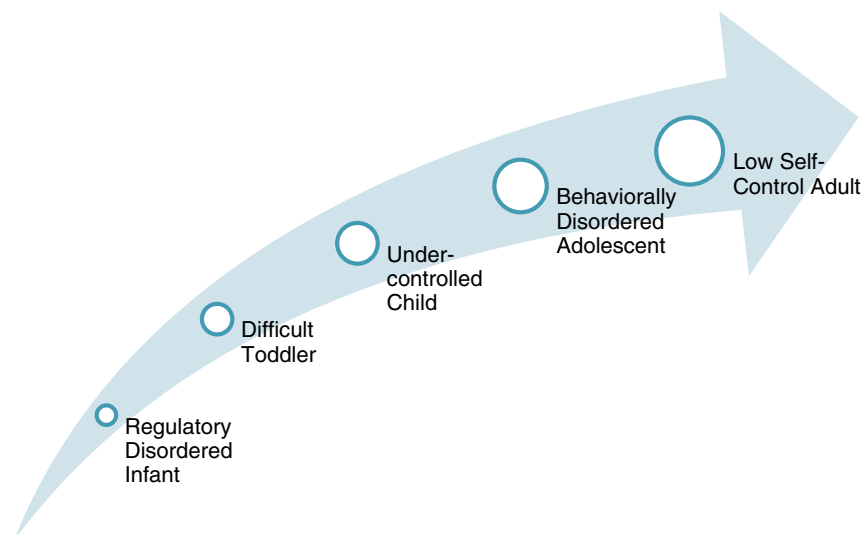 Regulatory
Disordered
Infant
Difficult
Toddler
Under-
controlled
Child
Behaviorally
Disordered
Adolescent
Low Self-
Control Adult